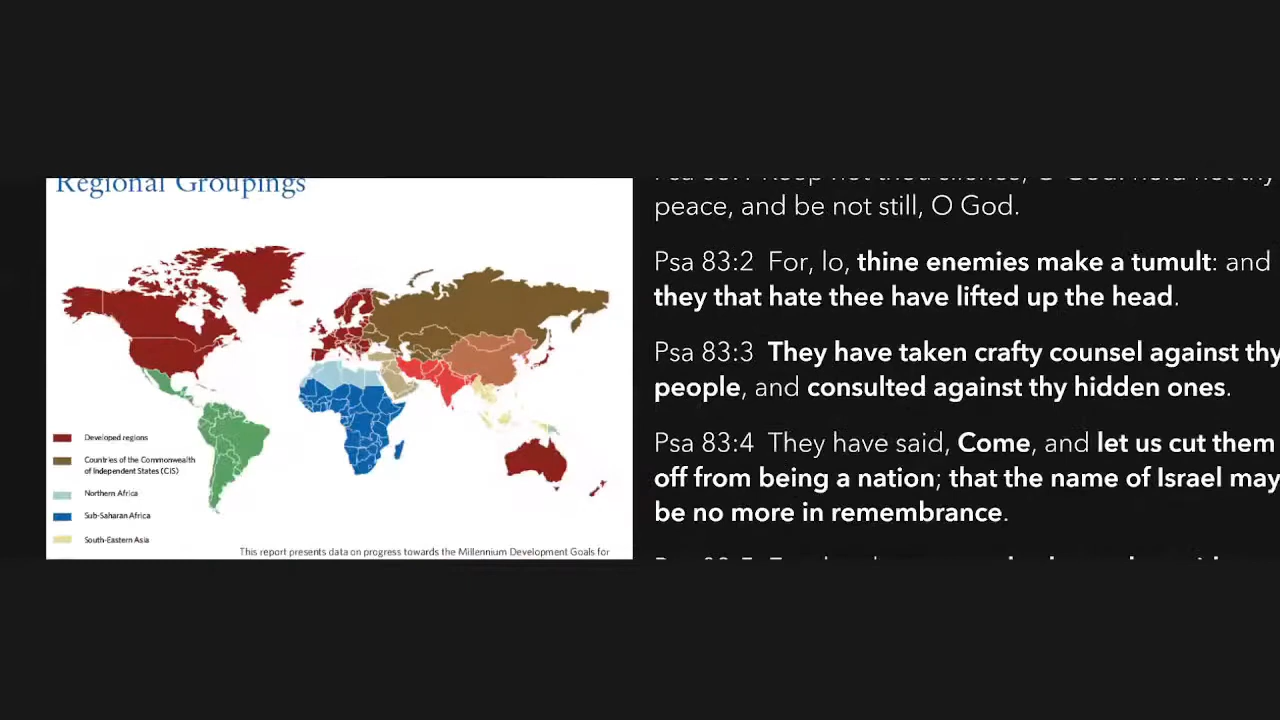 Regional Groupings
Developed regions
Countries of the Commonwealth
of Independent States (CIS)
Northern Africa
Sub-Saharan Africa
South-Eastern Asia
This report presents data on progress towards the Millennium Development Goals for
peace, and be not still, O God.
Psa 83:2 For, lo, thine enemies make a tumult: and
they that hate thee have lifted up the head.
Psa 83:3 They have taken crafty counsel against thy
people, and consulted against thy hidden ones.
Psa 83:4 They have said, Come, and let us cut them
off from being a nation; that the name of Israel may
be no more in remembrance.